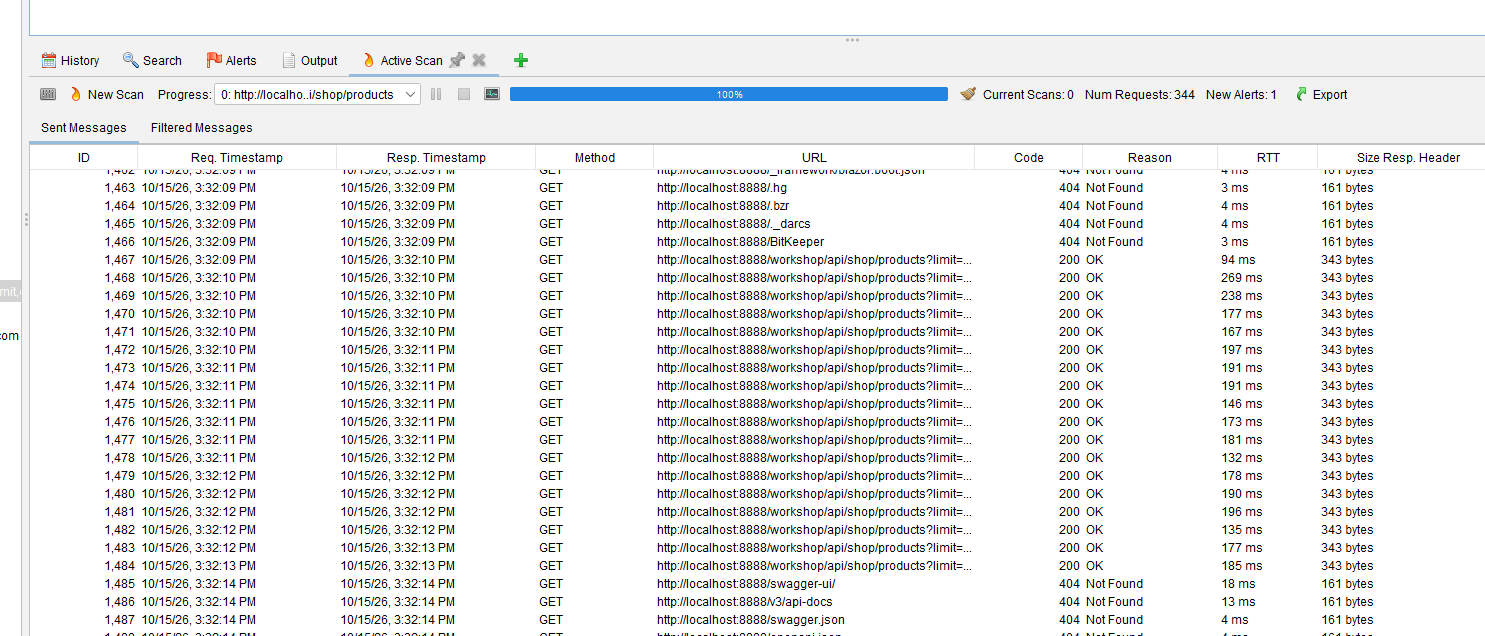 History Search Alerts Output Active Scan
New Scan Progress: 0: http://localho..i/shop/products 100% Current Scans: 0 Num Requests: 344 New Alerts: 1 Export
Sent Messages Filtered Messages
ID Req. Timestamp Resp. Timestamp Method URL Code Reason RTT Size Resp. Header
1,462 10/15/26, 3:32:09 PM 10/15/26, 3:32:09 PM GET http://localhost:8888/_framework/blazor.boot.json 404 Not Found 4 ms 161 bytes
1,463 10/15/26, 3:32:09 PM 10/15/26, 3:32:09 PM GET http://localhost:8888/.hg 404 Not Found 3 ms 161 bytes
1,464 10/15/26, 3:32:09 PM 10/15/26, 3:32:09 PM GET http://localhost:8888/.bzr 404 Not Found 4 ms 161 bytes
1,465 10/15/26, 3:32:09 PM 10/15/26, 3:32:09 PM GET http://localhost:8888/._darcs 404 Not Found 4 ms 161 bytes
1,466 10/15/26, 3:32:09 PM 10/15/26, 3:32:09 PM GET http://localhost:8888/BitKeeper 404 Not Found 3 ms 161 bytes
1,467 10/15/26, 3:32:09 PM 10/15/26, 3:32:10 PM GET http://localhost:8888/workshop/api/shop/products?limit=... 200 OK 94 ms 343 bytes
1,468 10/15/26, 3:32:10 PM 10/15/26, 3:32:10 PM GET http://localhost:8888/workshop/api/shop/products?limit=... 200 OK 269 ms 343 bytes
mit,
1,469 10/15/26, 3:32:10 PM 10/15/26, 3:32:10 PM GET http://localhost:8888/workshop/api/shop/products?limit=... 200 OK 238 ms 343 bytes
1,470 10/15/26, 3:32:10 PM 10/15/26, 3:32:10 PM GET http://localhost:8888/workshop/api/shop/products?limit=... 200 OK 177 ms 343 bytes
1,471 10/15/26, 3:32:10 PM 10/15/26, 3:32:10 PM GET http://localhost:8888/workshop/api/shop/products?limit=... 200 OK 167 ms 343 bytes
com
1,472 10/15/26, 3:32:10 PM 10/15/26, 3:32:11 PM GET http://localhost:8888/workshop/api/shop/products?limit=... 200 OK 197 ms 343 bytes
1,473 10/15/26, 3:32:11 PM 10/15/26, 3:32:11 PM GET http://localhost:8888/workshop/api/shop/products?limit=... 200 OK 191 ms 343 bytes
1,474 10/15/26, 3:32:11 PM 10/15/26, 3:32:11 PM GET http://localhost:8888/workshop/api/shop/products?limit=... 200 OK 191 ms 343 bytes
1,475 10/15/26, 3:32:11 PM 10/15/26, 3:32:11 PM GET http://localhost:8888/workshop/api/shop/products?limit=... 200 OK 146 ms 343 bytes
1,476 10/15/26, 3:32:11 PM 10/15/26, 3:32:11 PM GET http://localhost:8888/workshop/api/shop/products?limit=... 200 OK 173 ms 343 bytes
1,477 10/15/26, 3:32:11 PM 10/15/26, 3:32:11 PM GET http://localhost:8888/workshop/api/shop/products?limit=... 200 OK 181 ms 343 bytes
1,478 10/15/26, 3:32:11 PM 10/15/26, 3:32:12 PM GET http://localhost:8888/workshop/api/shop/products?limit=... 200 OK 132 ms 343 bytes
1,479 10/15/26, 3:32:12 PM 10/15/26, 3:32:12 PM GET http://localhost:8888/workshop/api/shop/products?limit=... 200 OK 178 ms 343 bytes
1,480 10/15/26, 3:32:12 PM 10/15/26, 3:32:12 PM GET http://localhost:8888/workshop/api/shop/products?limit=... 200 OK 190 ms 343 bytes
1,481 10/15/26, 3:32:12 PM 10/15/26, 3:32:12 PM GET http://localhost:8888/workshop/api/shop/products?limit=... 200 OK 196 ms 343 bytes
1,482 10/15/26, 3:32:12 PM 10/15/26, 3:32:12 PM GET http://localhost:8888/workshop/api/shop/products?limit=... 200 OK 135 ms 343 bytes
1,483 10/15/26, 3:32:12 PM 10/15/26, 3:32:13 PM GET http://localhost:8888/workshop/api/shop/products?limit=... 200 OK 177 ms 343 bytes
1,484 10/15/26, 3:32:13 PM 10/15/26, 3:32:13 PM GET http://localhost:8888/workshop/api/shop/products?limit=... 200 OK 185 ms 343 bytes
1,485 10/15/26, 3:32:14 PM 10/15/26, 3:32:14 PM GET http://localhost:8888/swagger-ui/ 404 Not Found 18 ms 161 bytes
1,486 10/15/26, 3:32:14 PM 10/15/26, 3:32:14 PM GET http://localhost:8888/v3/api-docs 404 Not Found 13 ms 161 bytes
1,487 10/15/26, 3:32:14 PM 10/15/26, 3:32:14 PM GET http://localhost:8888/swagger.json 404 Not Found 4 ms 161 bytes